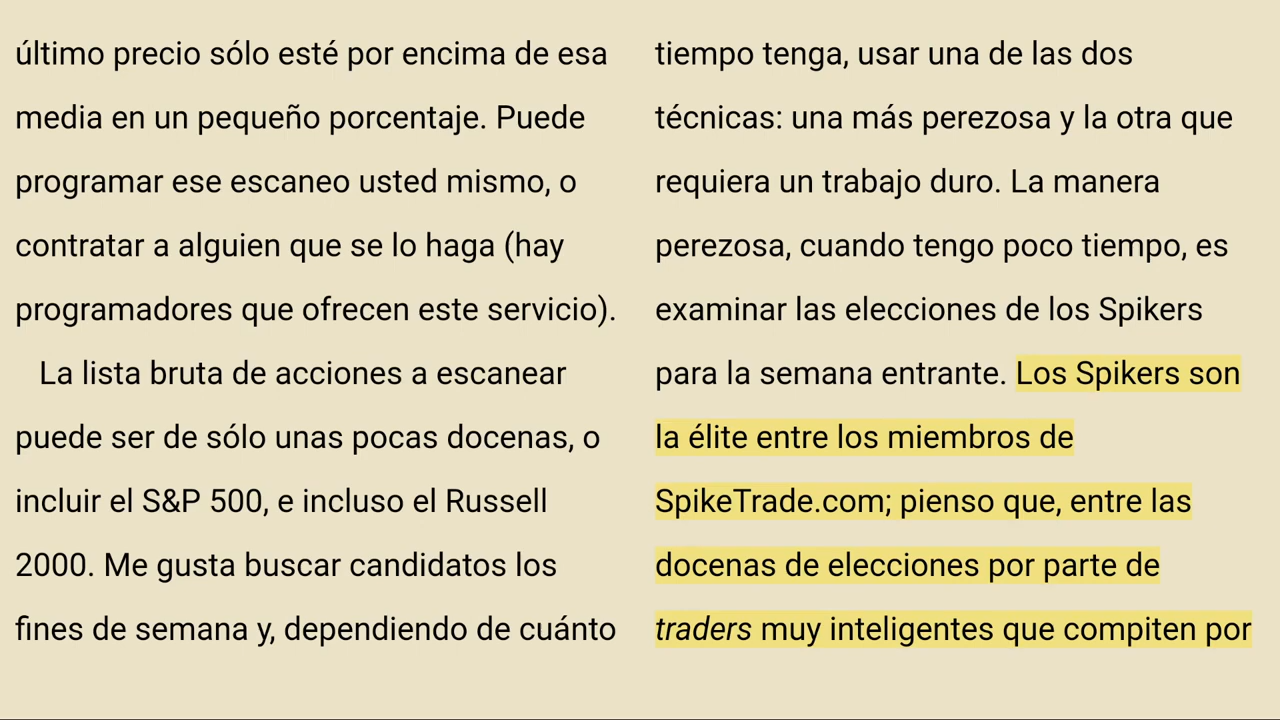 último precio sólo esté por encima de esa
media en un pequeño porcentaje. Puede
programar ese escaneo usted mismo, o
contratar a alguien que se lo haga (hay
programadores que ofrecen este servicio).
La lista bruta de acciones a escanear
puede ser de sólo unas pocas docenas, o
incluir el S&P 500, e incluso el Russell
2000. Me gusta buscar candidatos los
fines de semana y, dependiendo de cuánto
tiempo tenga, usar una de las dos
técnicas: una más perezosa y la otra que
requiera un trabajo duro. La manera
perezosa, cuando tengo poco tiempo, es
examinar las elecciones de los Spikers
para la semana entrante. Los Spikers son
la élite entre los miembros de
SpikeTrade.com; pienso que, entre las
docenas de elecciones por parte de
traders muy inteligentes que compiten por